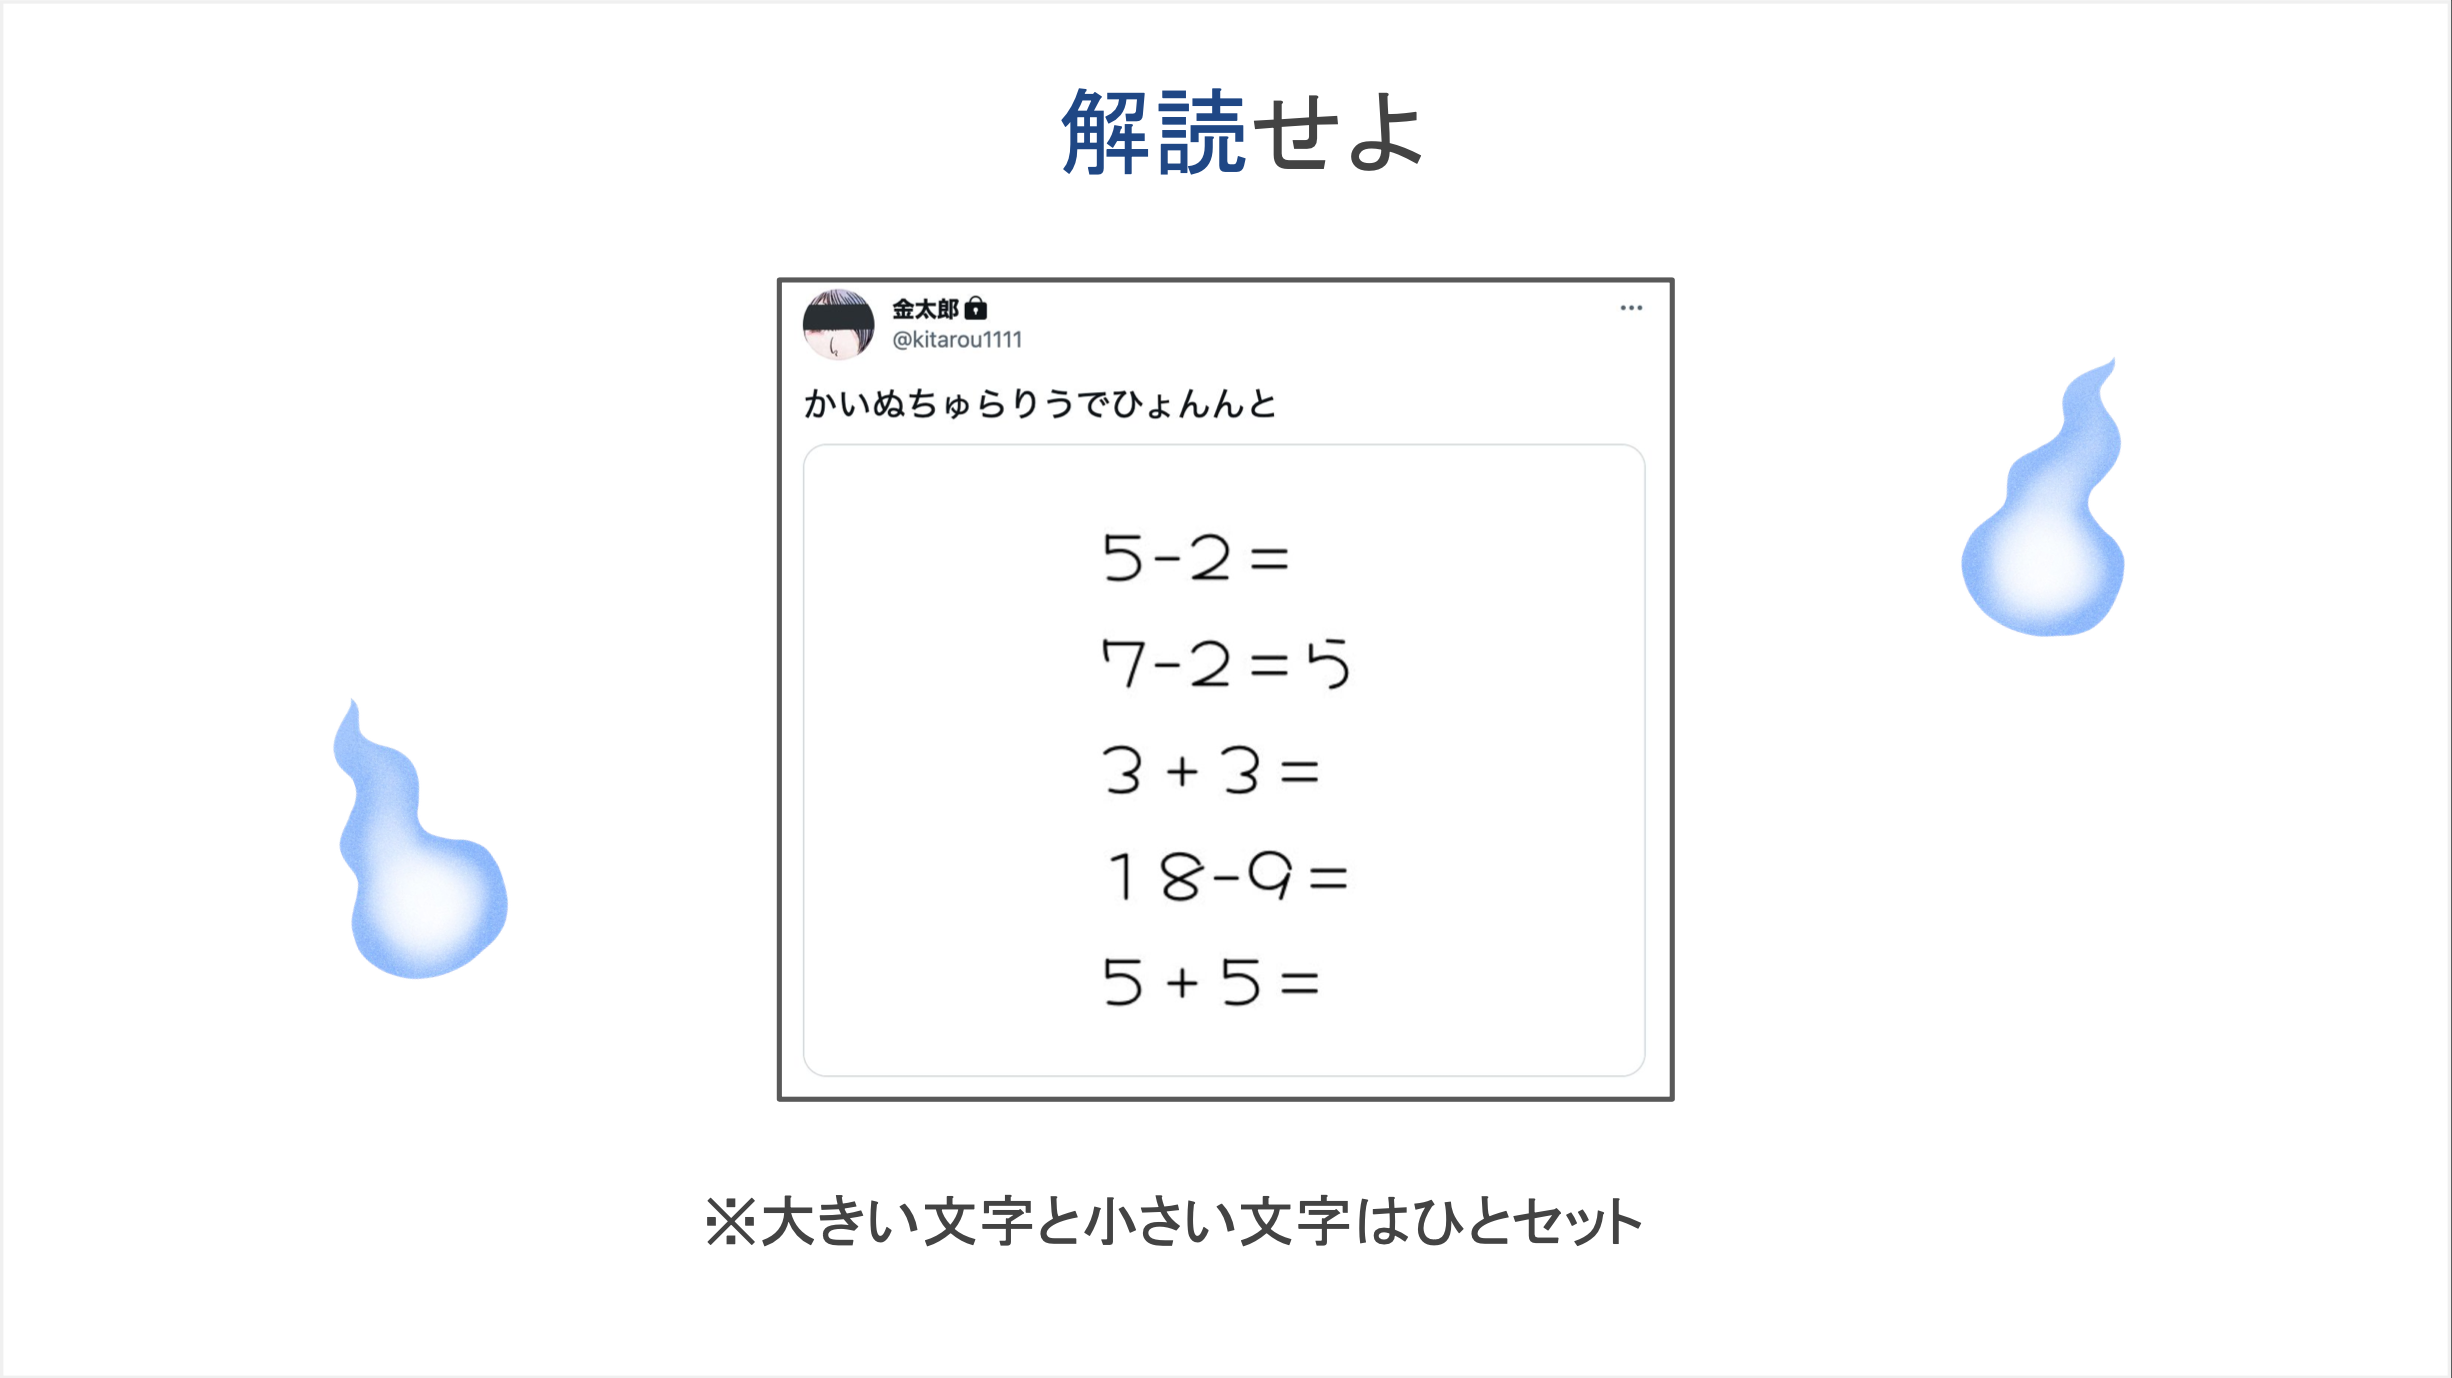 解読せよ
金太郎🔒
@kitarou1111
…
かいぬちゅらりうでひょんんと
5-2=
7-2=5
3+3=
18-9=
5+5=
※大きい文字と小さい文字はひとセット